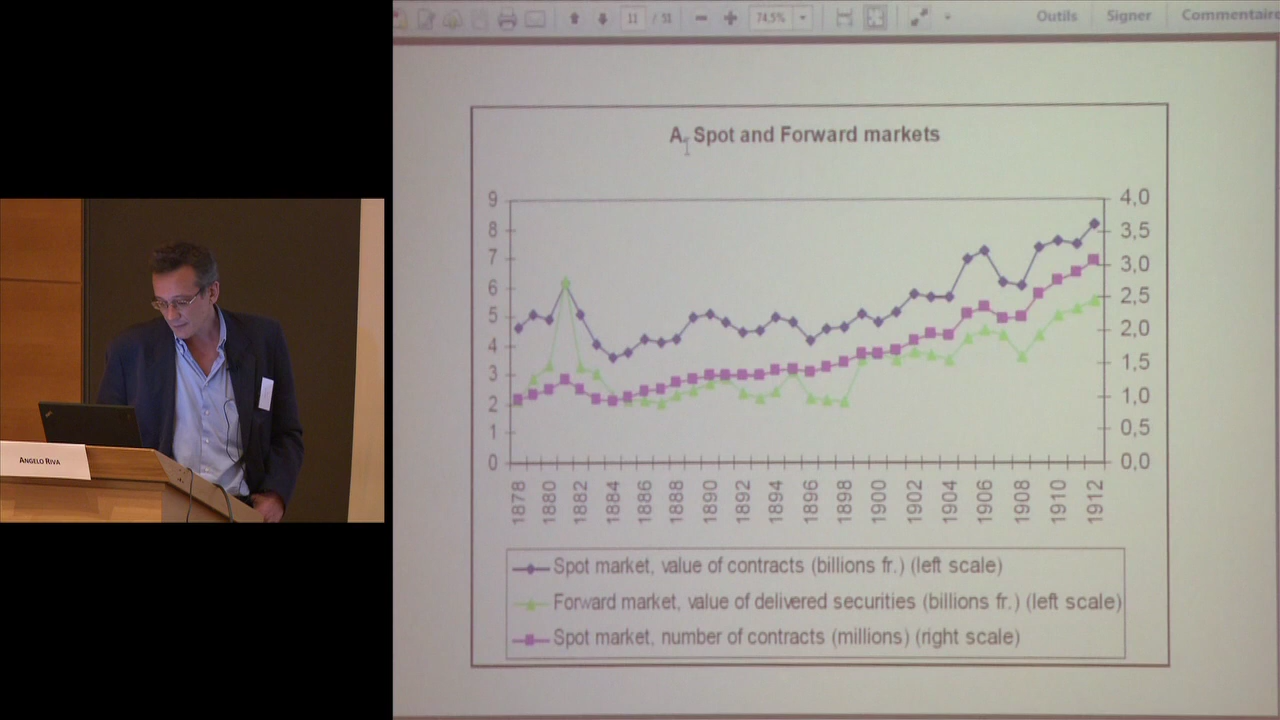 11 / 51
74,5%
Outils Signer Commentaire
A. Spot and Forward markets
9 4,0
8 3,5
7 3,0
6 2,5
5 2,0
4 1,5
3 1,0
2 0,5
1 0,0
0
1878 1880 1882 1884 1886 1888 1890 1892 1894 1896 1898 1900 1902 1904 1906 1908 1910 1912
Spot market, value of contracts (billions fr.) (left scale)
Forward market, value of delivered securities (billions fr.) (left scale)
Spot market, number of contracts (millions) (right scale)
ANGELO RIVA